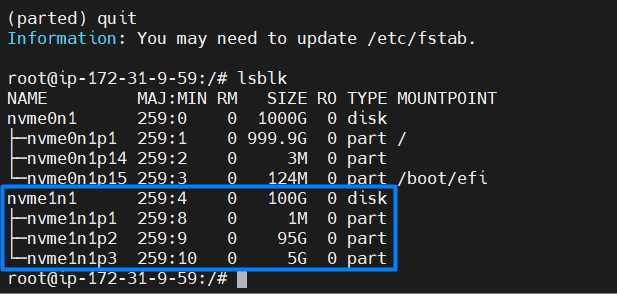 (parted) quit
Information: You may need to update /etc/fstab.
root@ip-172-31-9-59:/# lsblk
NAME         MAJ:MIN RM   SIZE RO TYPE MOUNTPOINT
nvme0n1      259:0    0  1000G  0 disk
├─nvme0n1p1  259:1    0 999.9G  0 part /
├─nvme0n1p14 259:2    0     3M  0 part
└─nvme0n1p15 259:3    0   124M  0 part /boot/efi
nvme1n1      259:4    0   100G  0 disk
├─nvme1n1p1  259:8    0     1M  0 part
├─nvme1n1p2  259:9    0    95G  0 part
└─nvme1n1p3  259:10   0     5G  0 part
root@ip-172-31-9-59:/#